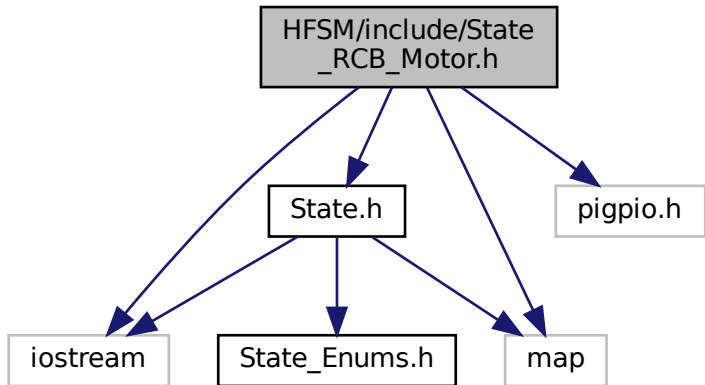 HFSM/include/State
_RCB_Motor.h
State.h
pigpio.h
iostream
State_Enums.h
map